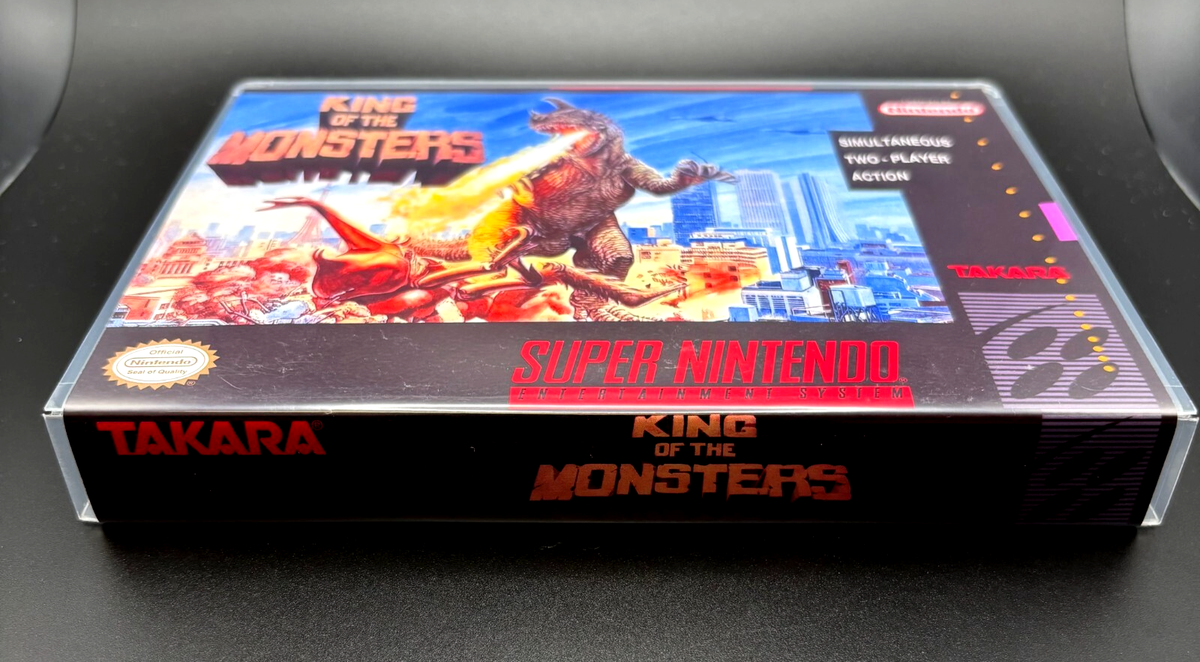 KING
OF THE
MONSTERS
Nintendo
SIMULTANEOUS
TWO-PLAYER
ACTION
TAKARA
Official
Nintendo
Seal of Quality
SUPER NINTENDO®
ENTERTAINMENT SYSTEM
TAKARA®
KING
OF THE
MONSTERS